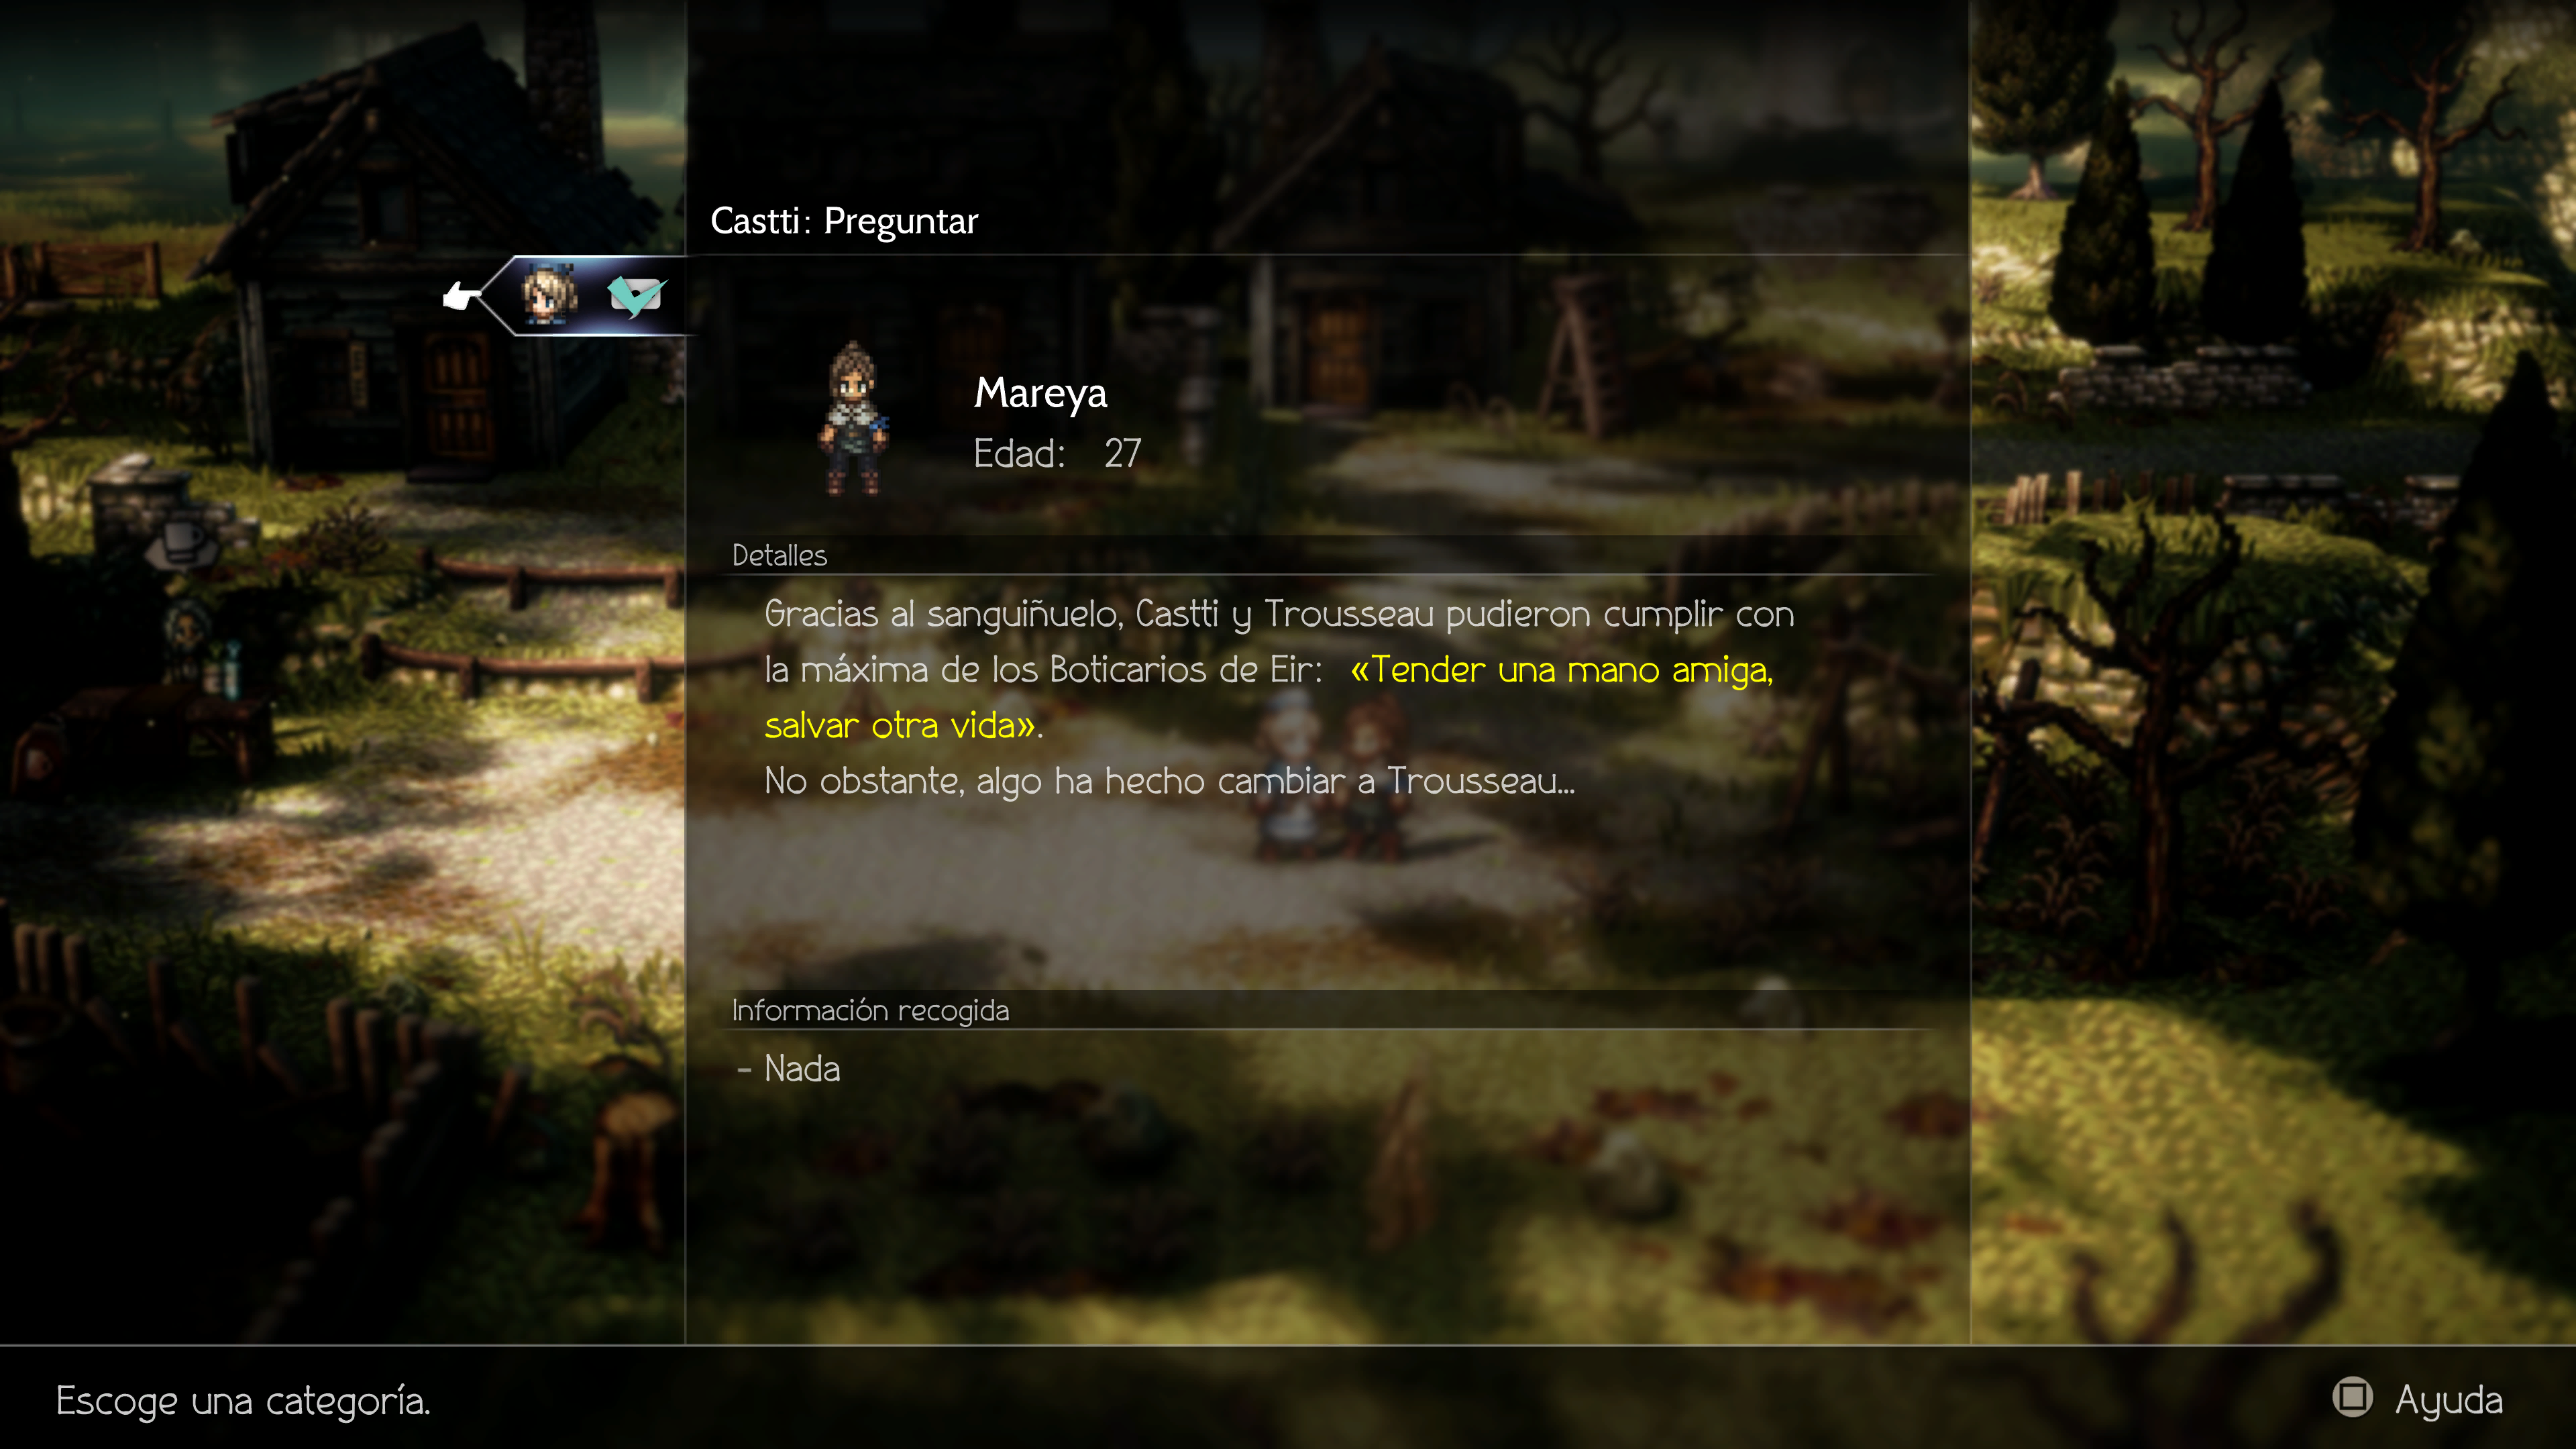 Castti: Preguntar
Mareya
Edad: 27
Detalles
Gracias al sanguiñuelo, Castti y Trousseau pudieron cumplir con
la máxima de los Boticarios de Eir: «Tender una mano amiga,
salvar otra vida».
No obstante, algo ha hecho cambiar a Trousseau...
Información recogida
- Nada
Escoge una categoría.
Ayuda